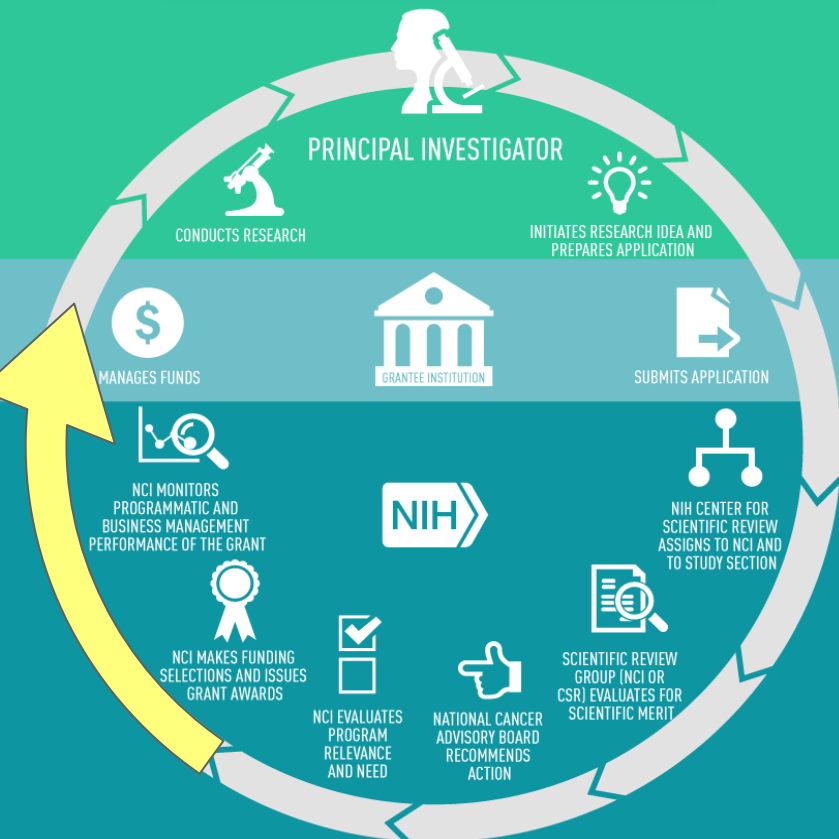 PRINCIPAL INVESTIGATOR
CONDUCTS RESEARCH
INITIATES RESEARCH IDEA AND
PREPARES APPLICATION
$
MANAGES FUNDS
GRANTEE INSTITUTION
SUBMITS APPLICATION
NCI MONITORS
PROGRAMMATIC AND
BUSINESS MANAGEMENT
PERFORMANCE OF THE GRANT
NIH
NIH CENTER FOR
SCIENTIFIC REVIEW
ASSIGNS TO NCI AND
TO STUDY SECTION
NCI MAKES FUNDING
SELECTIONS AND ISSUES
GRANT AWARDS
NCI EVALUATES
PROGRAM
RELEVANCE
AND NEED
NATIONAL CANCER
ADVISORY BOARD
RECOMMENDS
ACTION
SCIENTIFIC REVIEW
GROUP (NCI OR
CSR) EVALUATES FOR
SCIENTIFIC MERIT